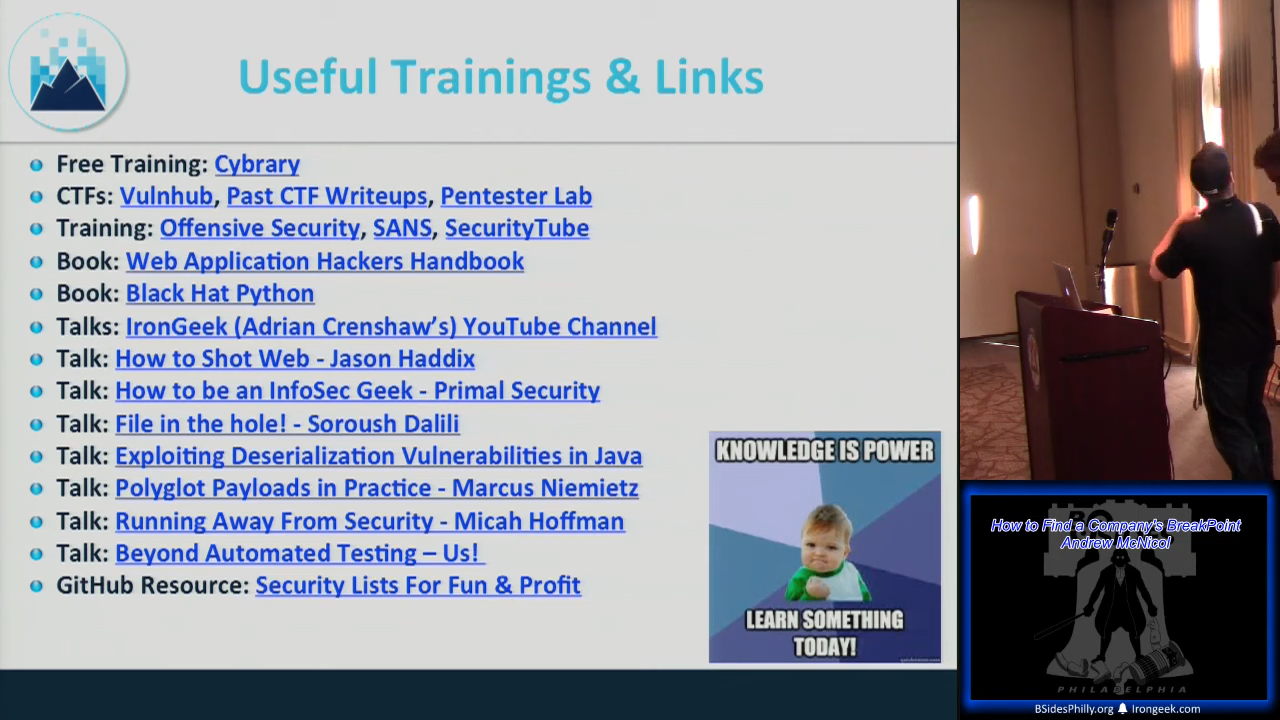 Useful Trainings & Links
Free Training: Cybrary
CTFs: Vulnhub, Past CTF Writeups, Pentester Lab
Training: Offensive Security, SANS, SecurityTube
Book: Web Application Hackers Handbook
Book: Black Hat Python
Talks: IronGeek (Adrian Crenshaw's) YouTube Channel
Talk: How to Shot Web - Jason Haddix
Talk: How to be an InfoSec Geek - Primal Security
Talk: File in the hole! - Soroush Dalili
Talk: Exploiting Deserialization Vulnerabilities in Java
Talk: Polyglot Payloads in Practice - Marcus Niemietz
Talk: Running Away From Security - Micah Hoffman
Talk: Beyond Automated Testing – Us!
GitHub Resource: Security Lists For Fun & Profit
KNOWLEDGE IS POWER
LEARN SOMETHING
TODAY!
How to Find a Company's BreakPoint
Andrew McNicol
PHILADELPHIA
BSidesPhilly.org Irongeek.com